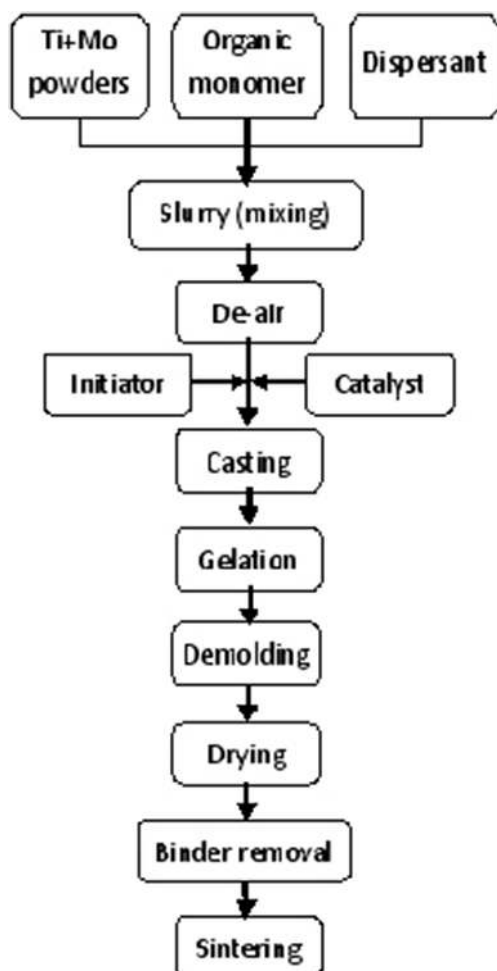 Ti+Mo
powders
Organic
monomer
Dispersant
Slurry (mixing)
De-air
Initiator
Catalyst
Casting
Gelation
Demolding
Drying
Binder removal
Sintering